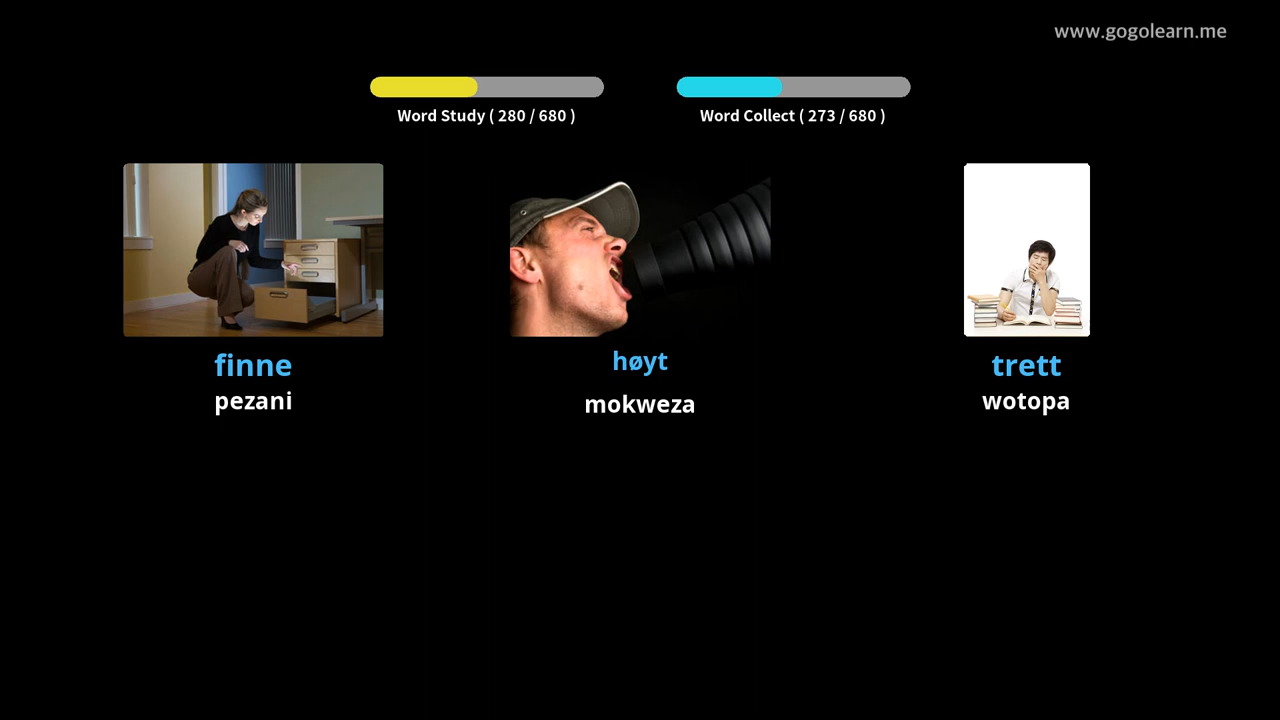 www.gogolearn.me
Word Study ( 280 / 680 )
Word Collect ( 273 / 680 )
finne
pezani
høyt
mokweza
trett
wotopa